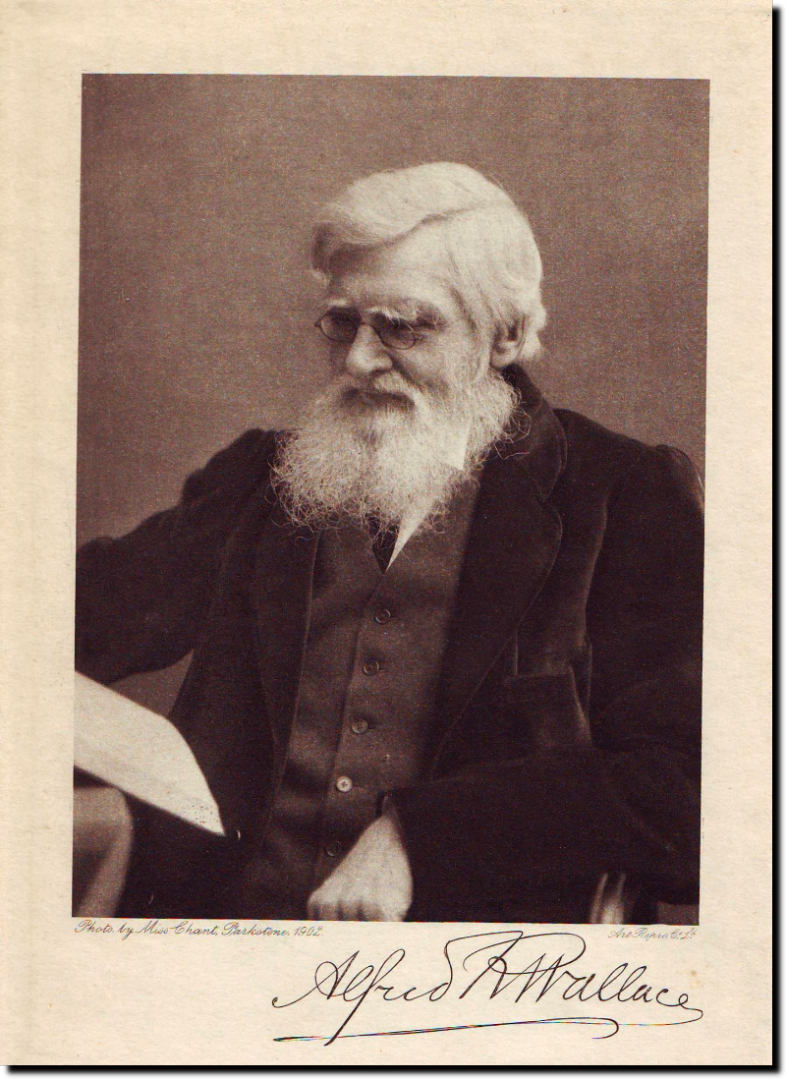 Photo. by Miss Chant, Parkstone, 1902.
Art Repro Co. Ld.
Alfred R Wallace